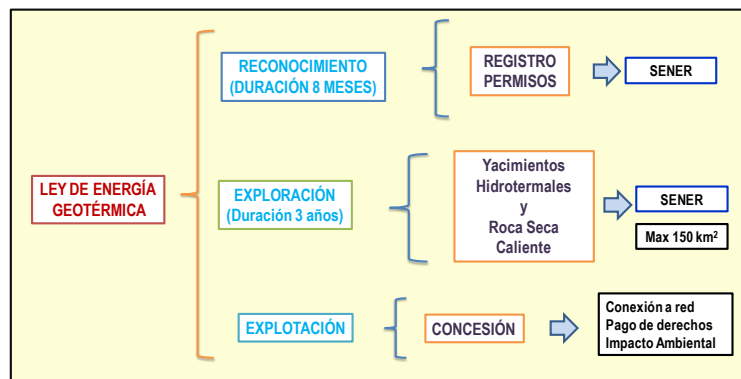 RECONOCIMIENTO
(DURACIÓN 8 MESES)
REGISTRO
PERMISOS
SENER
LEY DE ENERGÍA
GEOTÉRMICA
EXPLORACIÓN
(Duración 3 años)
Yacimientos
Hidrotermales
y
Roca Seca
Caliente
SENER
Max 150 km²
EXPLOTACIÓN
CONCESIÓN
Conexión a red
Pago de derechos
Impacto Ambiental